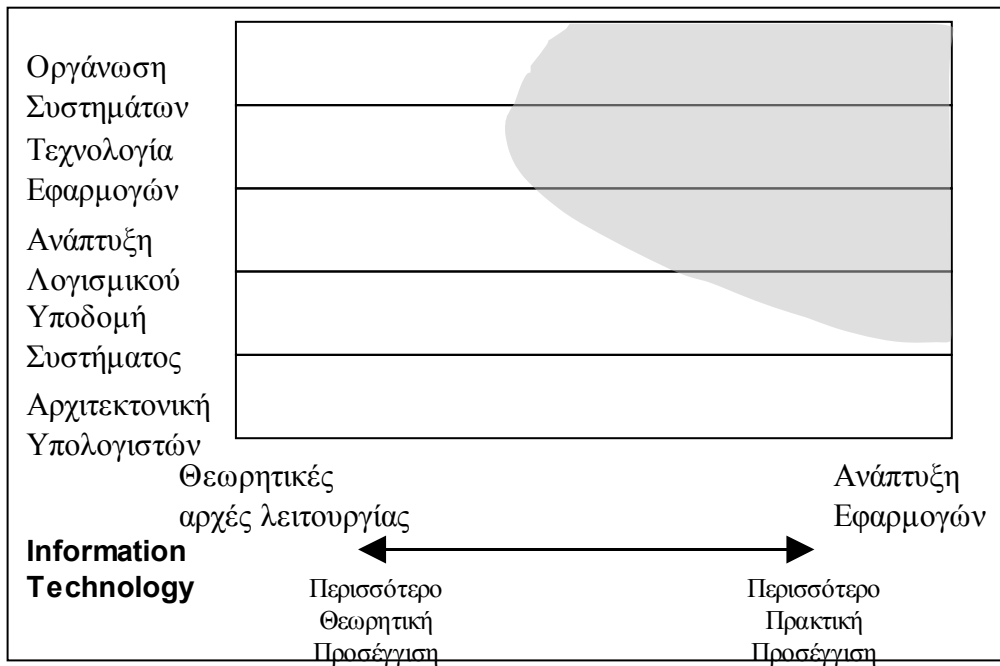 Οργάνωση
Συστημάτων
Τεχνολογία
Εφαρμογών
Ανάπτυξη
Λογισμικού
Υποδομή
Συστήματος
Αρχιτεκτονική
Υπολογιστών
Θεωρητικές
αρχές λειτουργίας
Ανάπτυξη
Εφαρμογών
Information
Technology
Περισσότερο
Θεωρητική
Προσέγγιση
Περισσότερο
Πρακτική
Προσέγγιση